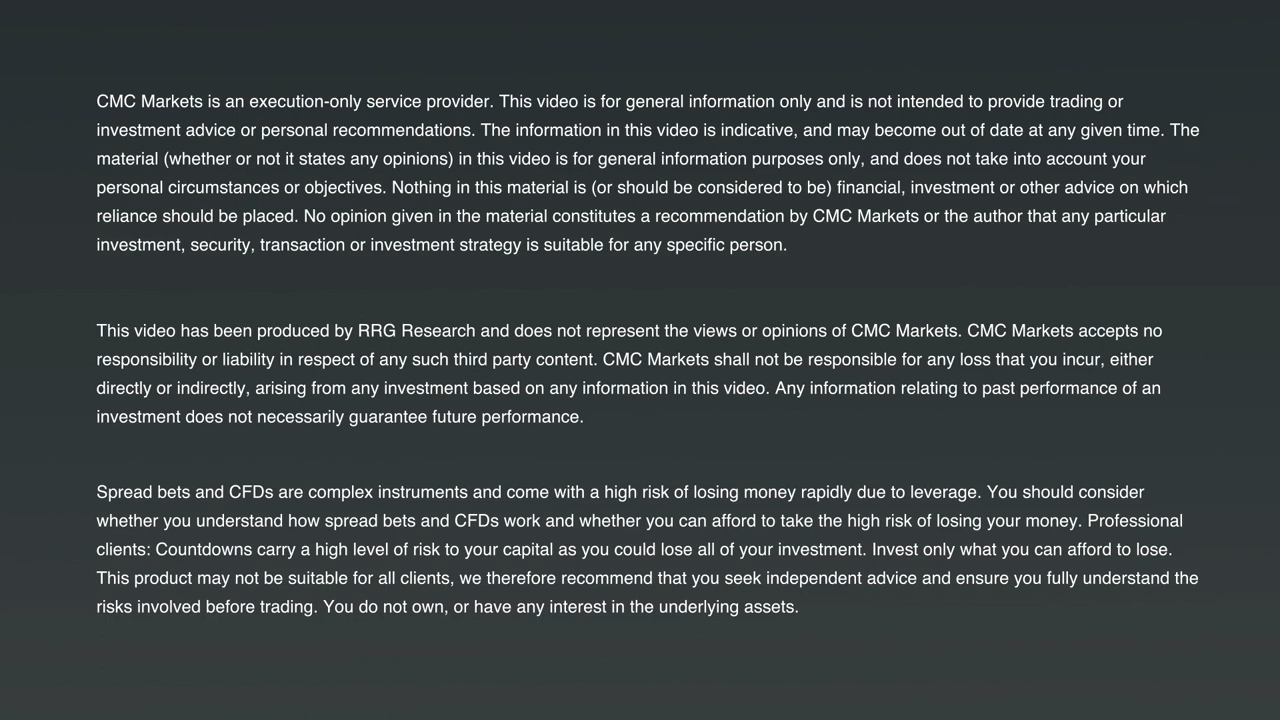 CMC Markets is an execution-only service provider. This video is for general information only and is not intended to provide trading or
investment advice or personal recommendations. The information in this video is indicative, and may become out of date at any given time. The
material (whether or not it states any opinions) in this video is for general information purposes only, and does not take into account your
personal circumstances or objectives. Nothing in this material is (or should be considered to be) financial, investment or other advice on which
reliance should be placed. No opinion given in the material constitutes a recommendation by CMC Markets or the author that any particular
investment, security, transaction or investment strategy is suitable for any specific person.
This video has been produced by RRG Research and does not represent the views or opinions of CMC Markets. CMC Markets accepts no
responsibility or liability in respect of any such third party content. CMC Markets shall not be responsible for any loss that you incur, either
directly or indirectly, arising from any investment based on any information in this video. Any information relating to past performance of an
investment does not necessarily guarantee future performance.
Spread bets and CFDs are complex instruments and come with a high risk of losing money rapidly due to leverage. You should consider
whether you understand how spread bets and CFDs work and whether you can afford to take the high risk of losing your money. Professional
clients: Countdowns carry a high level of risk to your capital as you could lose all of your investment. Invest only what you can afford to lose.
This product may not be suitable for all clients, we therefore recommend that you seek independent advice and ensure you fully understand the
risks involved before trading. You do not own, or have any interest in the underlying assets.